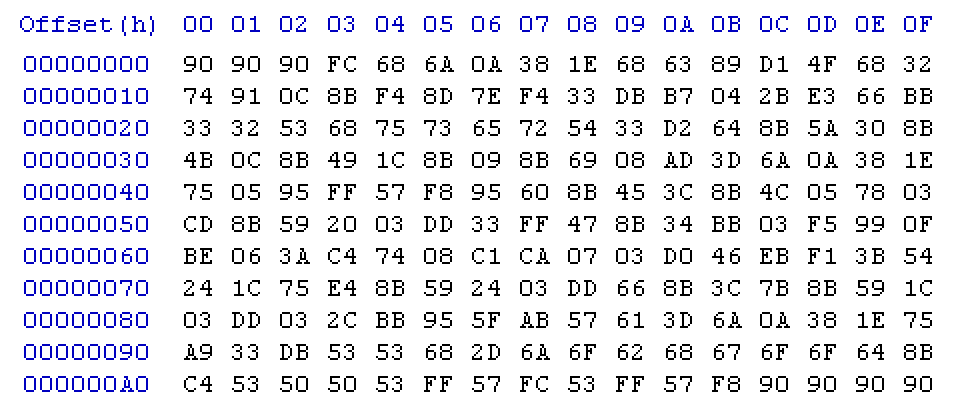 Offset(h) 00 01 02 03 04 05 06 07 08 09 0A 0B 0C 0D 0E 0F
00000000 90 90 90 FC 68 6A 0A 38 1E 68 63 89 D1 4F 68 32
00000010 74 91 0C 8B F4 8D 7E F4 33 DB B7 04 2B E3 66 BB
00000020 33 32 53 68 75 73 65 72 54 33 D2 64 8B 5A 30 8B
00000030 4B 0C 8B 49 1C 8B 09 8B 69 08 AD 3D 6A 0A 38 1E
00000040 75 05 95 FF 57 F8 95 60 8B 45 3C 8B 4C 05 78 03
00000050 CD 8B 59 20 03 DD 33 FF 47 8B 34 BB 03 F5 99 0F
00000060 BE 06 3A C4 74 08 C1 CA 07 03 D0 46 EB F1 3B 54
00000070 24 1C 75 E4 8B 59 24 03 DD 66 8B 3C 7B 8B 59 1C
00000080 03 DD 03 2C BB 95 5F AB 57 61 3D 6A 0A 38 1E 75
00000090 A9 33 DB 53 53 68 2D 6A 6F 62 68 67 6F 6F 64 8B
000000A0 C4 53 50 50 53 FF 57 FC 53 FF 57 F8 90 90 90 90